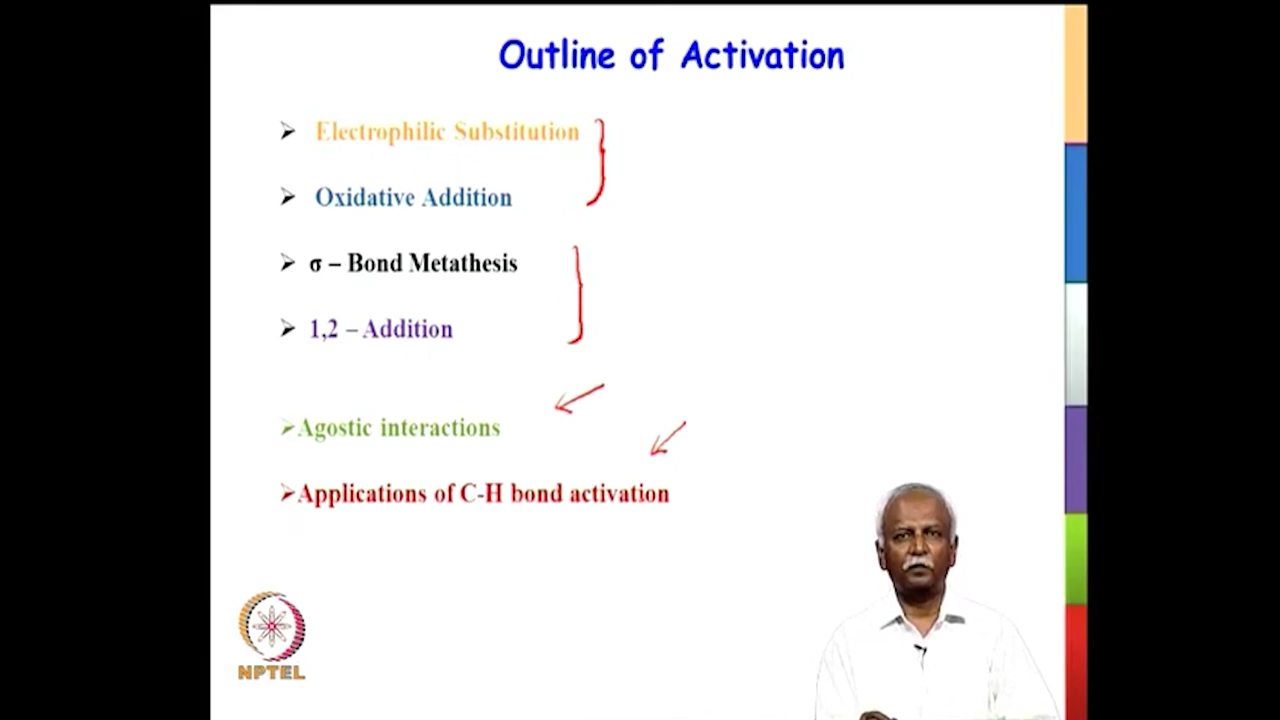 Outline of Activation
➢ Electrophilic Substitution
➢ Oxidative Addition
➢ σ – Bond Metathesis
➢ 1,2 – Addition
➢Agostic interactions
➢Applications of C-H bond activation
NPTEL